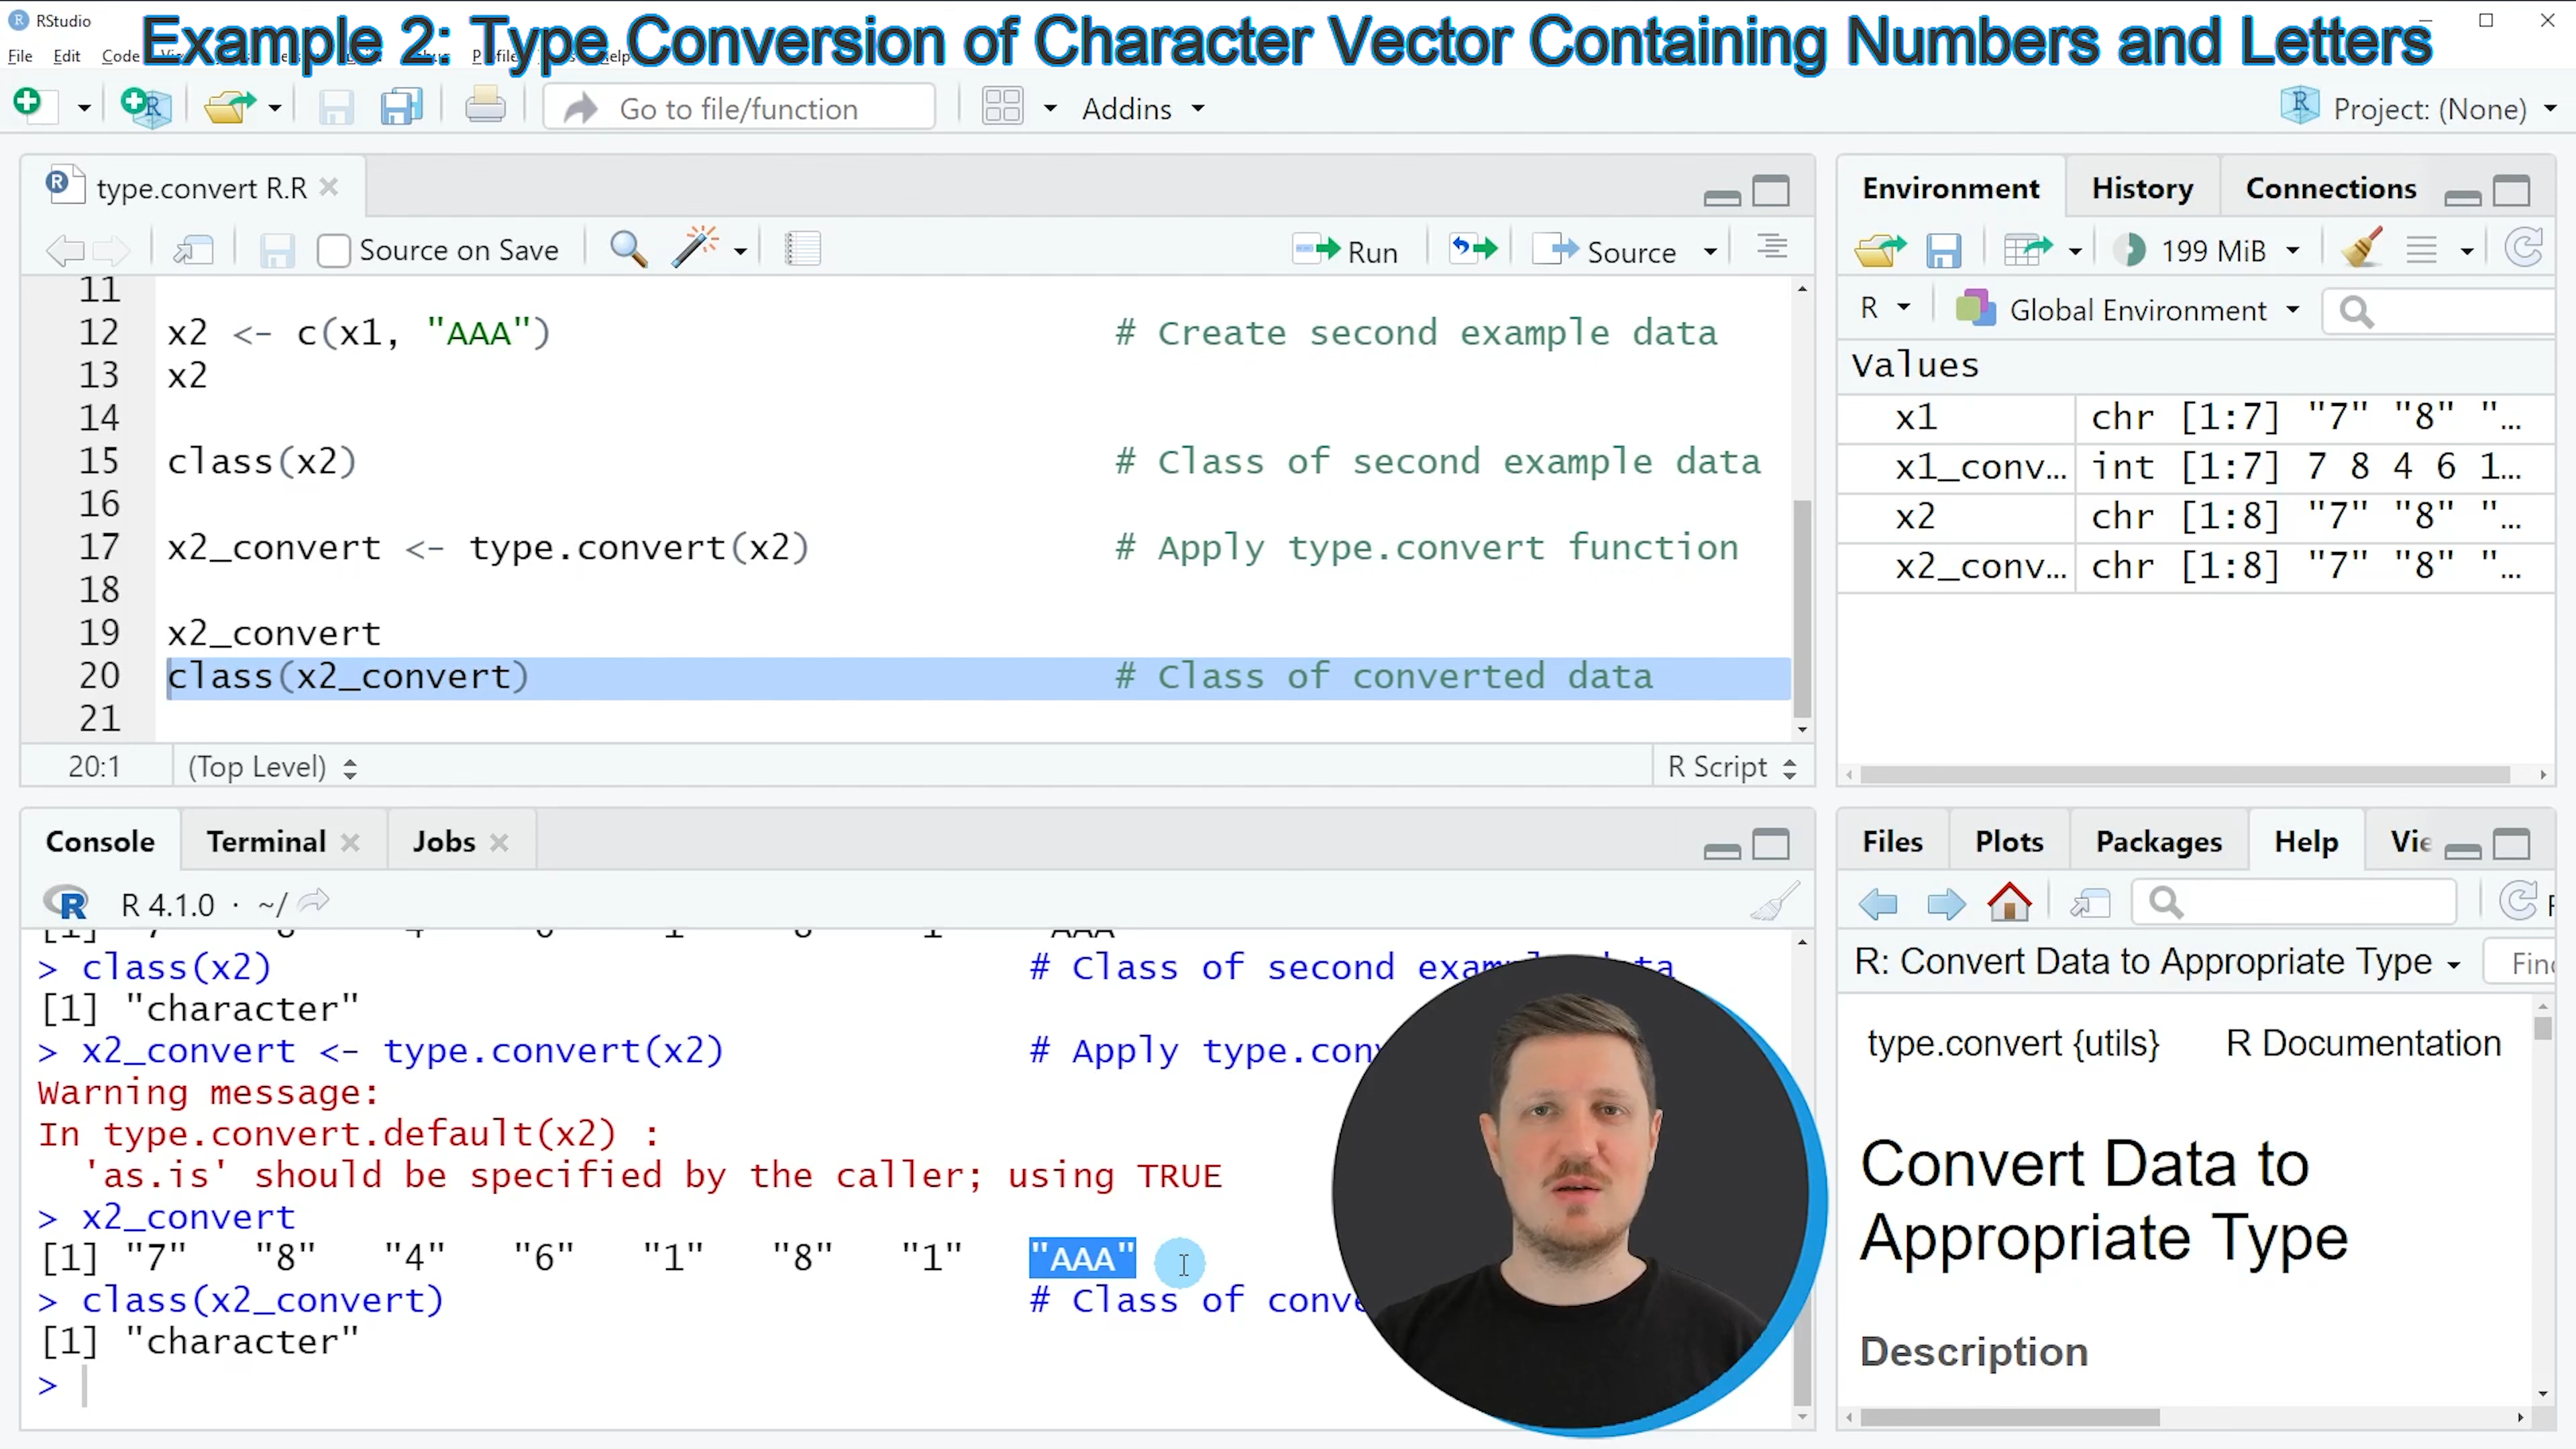 RStudio
Example 2: Type Conversion of Character Vector Containing Numbers and Letters
File Edit Code
Go to file/function
Addins
Project: (None)
type.convert R.R
Source on Save
Run
Source
11
12 x2 <- c(x1, "AAA") # Create second example data
13 x2
14
15 class(x2) # Class of second example data
16
17 x2_convert <- type.convert(x2) # Apply type.convert function
18
19 x2_convert
20 class(x2_convert) # Class of converted data
21
20:1 (Top Level) R Script
Environment History Connections
199 MiB
R Global Environment
Values
x1 chr [1:7] "7" "8" "…
x1_conv… int [1:7] 7 8 4 6 1…
x2 chr [1:8] "7" "8" "…
x2_conv… chr [1:8] "7" "8" "…
Console Terminal Jobs
R 4.1.0 · ~/
> class(x2) # Class of second example data
[1] "character"
> x2_convert <- type.convert(x2) # Apply type.conv
Warning message:
In type.convert.default(x2) :
'as.is' should be specified by the caller; using TRUE
> x2_convert
[1] "7" "8" "4" "6" "1" "8" "1" "AAA"
> class(x2_convert) # Class of conve
[1] "character"
>
Files Plots Packages Help Vie
R: Convert Data to Appropriate Type
Find
type.convert {utils} R Documentation
Convert Data to
Appropriate Type
Description